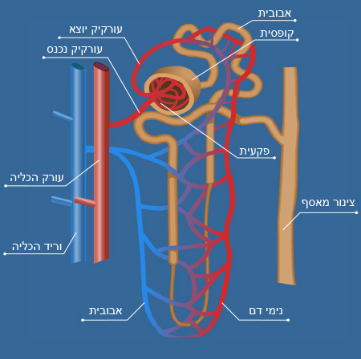 אבובית
קופסית
עורקיק יוצא
עורקיק נכנס
פקעית
עורק הכליה
צינור מאסף
וריד הכליה
אבובית
נימי דם